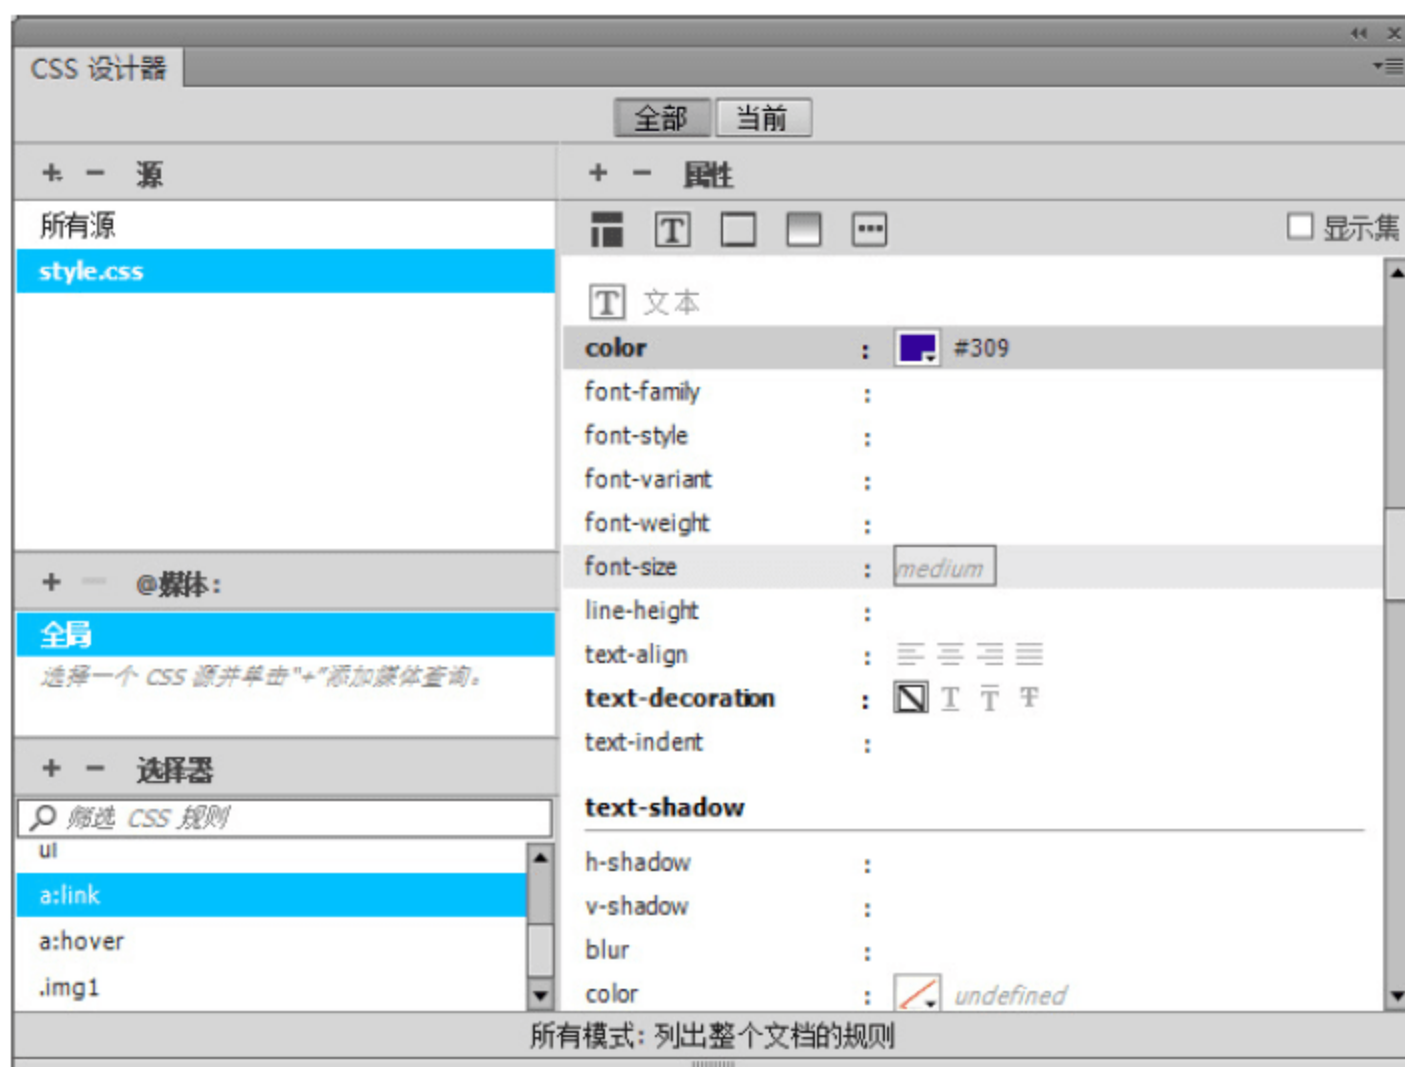 CSS 设计器
全部 当前
源
所有源
style.css
@媒体:
全局
选择一个 CSS 源并单击"+"添加媒体查询。
选择器
筛选 CSS 规则
ul
a:link
a:hover
.img1
属性
显示集
T 文本
color : #309
font-family :
font-style :
font-variant :
font-weight :
font-size : medium
line-height :
text-align :
text-decoration : T T T
text-indent :
text-shadow
h-shadow :
v-shadow :
blur :
color : undefined
所有模式: 列出整个文档的规则